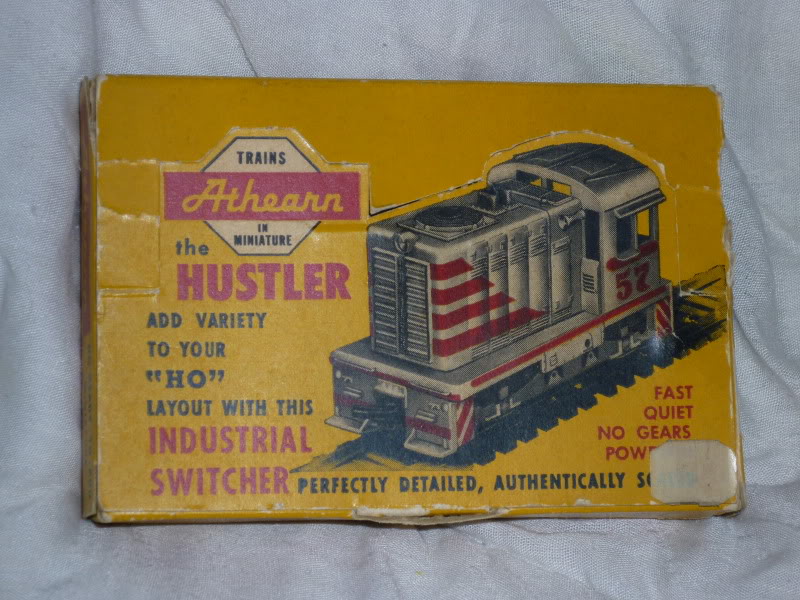 TRAINS
Athearn
IN
MINIATURE
the
HUSTLER
ADD VARIETY
TO YOUR
"HO"
LAYOUT WITH THIS
INDUSTRIAL
SWITCHER
PERFECTLY DETAILED, AUTHENTICALLY
57
FAST
QUIET
NO GEARS